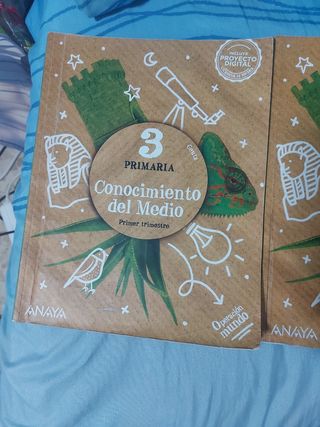 INCLUYE
PROYECTO
DIGITAL
3
PRIMARIA
Conocimiento
del Medio
Primer trimestre
Operación
mundo
ANAYA
ANAYA